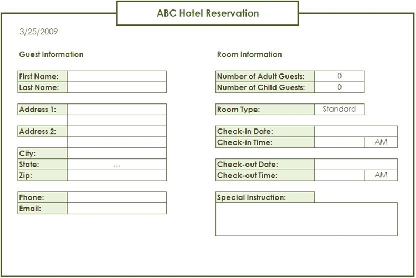 ABC Hotel Reservation
3/25/2009
Guest Information
First Name:
Last Name:
Address 1:
Address 2:
City:
State: ...
Zip:
Phone:
Email:
Room Information
Number of Adult Guests: 0
Number of Child Guests: 0
Room Type: Standard
Check-in Date:
Check-in Time: AM
Check-out Date:
Check-out Time: AM
Special Instruction: